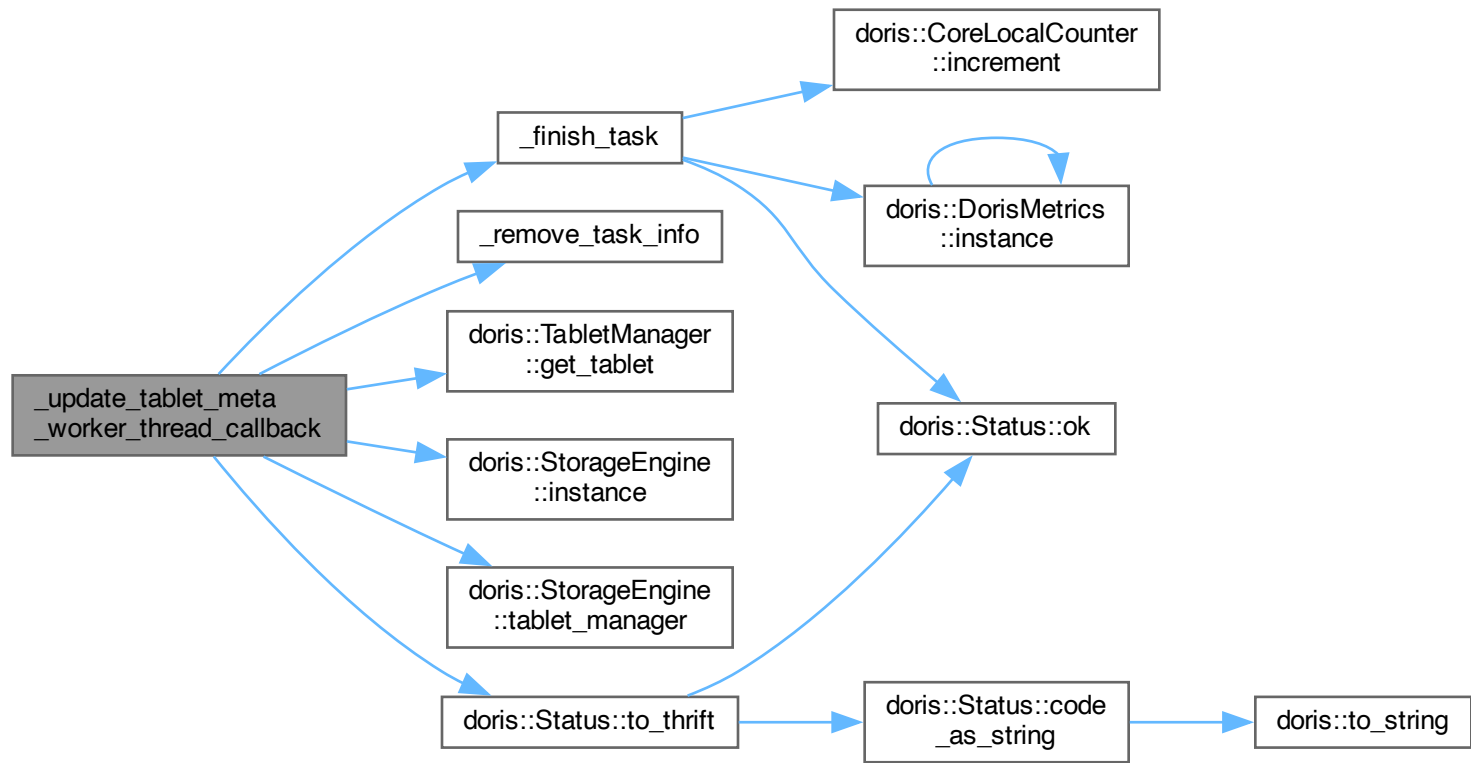 doris::CoreLocalCounter
::increment
_finish_task
doris::DorisMetrics
::instance
_remove_task_info
doris::TabletManager
::get_tablet
_update_tablet_meta
_worker_thread_callback
doris::Status::ok
doris::StorageEngine
::instance
doris::StorageEngine
::tablet_manager
doris::Status::to_thrift
doris::Status::code
_as_string
doris::to_string